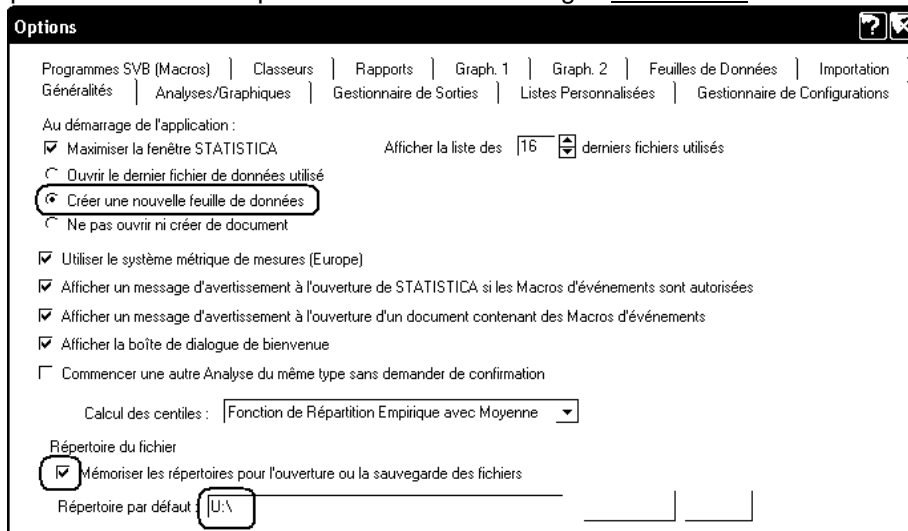 Options
Programmes SVB (Macros) Classeurs Rapports Graph. 1 Graph. 2 Feuilles de Données Importation
Généralités Analyses/Graphiques Gestionnaire de Sorties Listes Personnalisées Gestionnaire de Configurations
Au démarrage de l'application :
Maximiser la fenêtre STATISTICA Afficher la liste des 16 derniers fichiers utilisés
Ouvrir le dernier fichier de données utilisé
Créer une nouvelle feuille de données
Ne pas ouvrir ni créer de document
Utiliser le système métrique de mesures (Europe)
Afficher un message d'avertissement à l'ouverture de STATISTICA si les Macros d'événements sont autorisées
Afficher un message d'avertissement à l'ouverture d'un document contenant des Macros d'événements
Afficher la boîte de dialogue de bienvenue
Commencer une autre Analyse du même type sans demander de confirmation
Calcul des centiles : Fonction de Répartition Empirique avec Moyenne
Répertoire du fichier
Mémoriser les répertoires pour l'ouverture ou la sauvegarde des fichiers
Répertoire par défaut : U:\